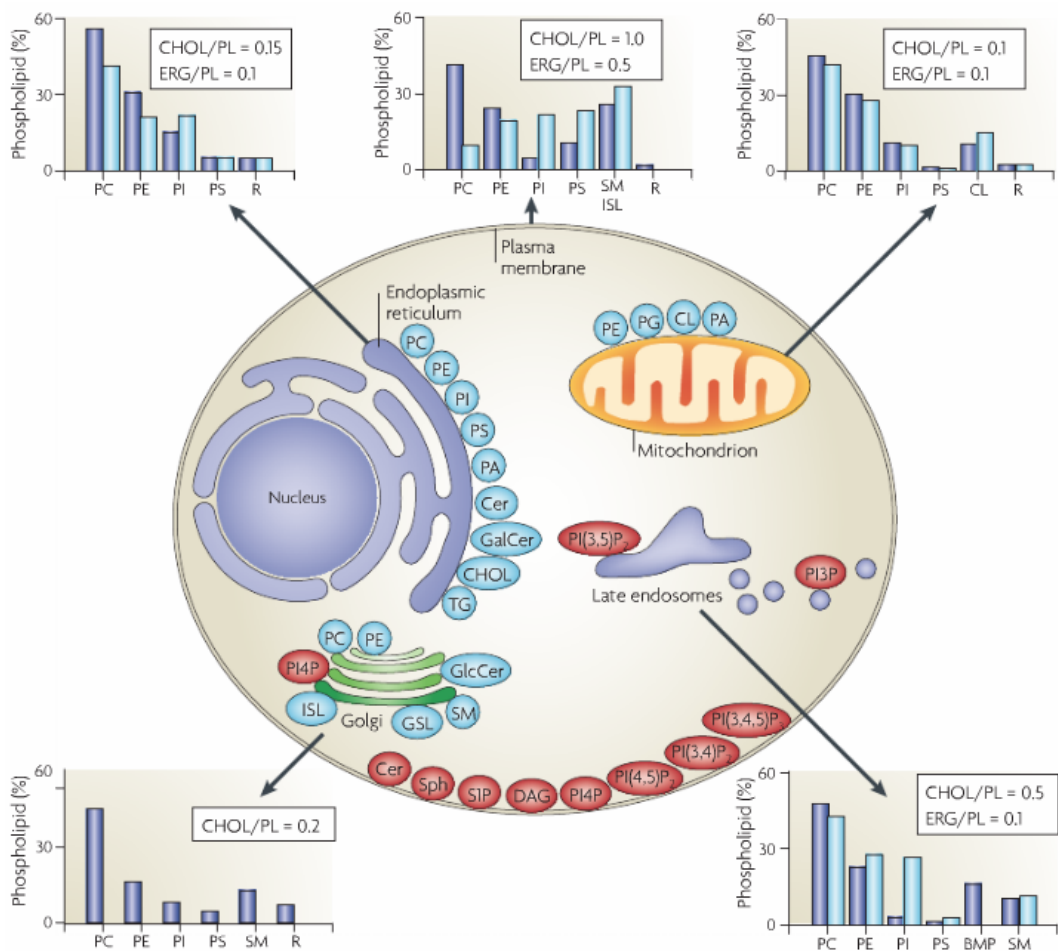 Phospholipid (%)
60
30
0
CHOL/PL = 0.15
ERG/PL = 0.1
PC PE PI PS R
Phospholipid (%)
60
30
0
CHOL/PL = 1.0
ERG/PL = 0.5
PC PE PI PS SM R
ISL
Phospholipid (%)
60
30
0
CHOL/PL = 0.1
ERG/PL = 0.1
PC PE PI PS CL R
Plasma
membrane
Endoplasmic
reticulum
PC
PE
PI
PS
PA
Cer
GalCer
CHOL
TG
Nucleus
PE PG CL PA
Mitochondrion
PI(3,5)P2
Late endosomes
PI3P
PC PE
PI4P
GlcCer
ISL
Golgi
GSL
SM
Cer
Sph
S1P
DAG
PI4P
PI(4,5)P2
PI(3,4)P2
PI(3,4,5)P
Phospholipid (%)
60
30
0
CHOL/PL = 0.2
PC PE PI PS SM R
Phospholipid (%)
60
30
0
CHOL/PL = 0.5
ERG/PL = 0.1
PC PE PI PS BMP SM